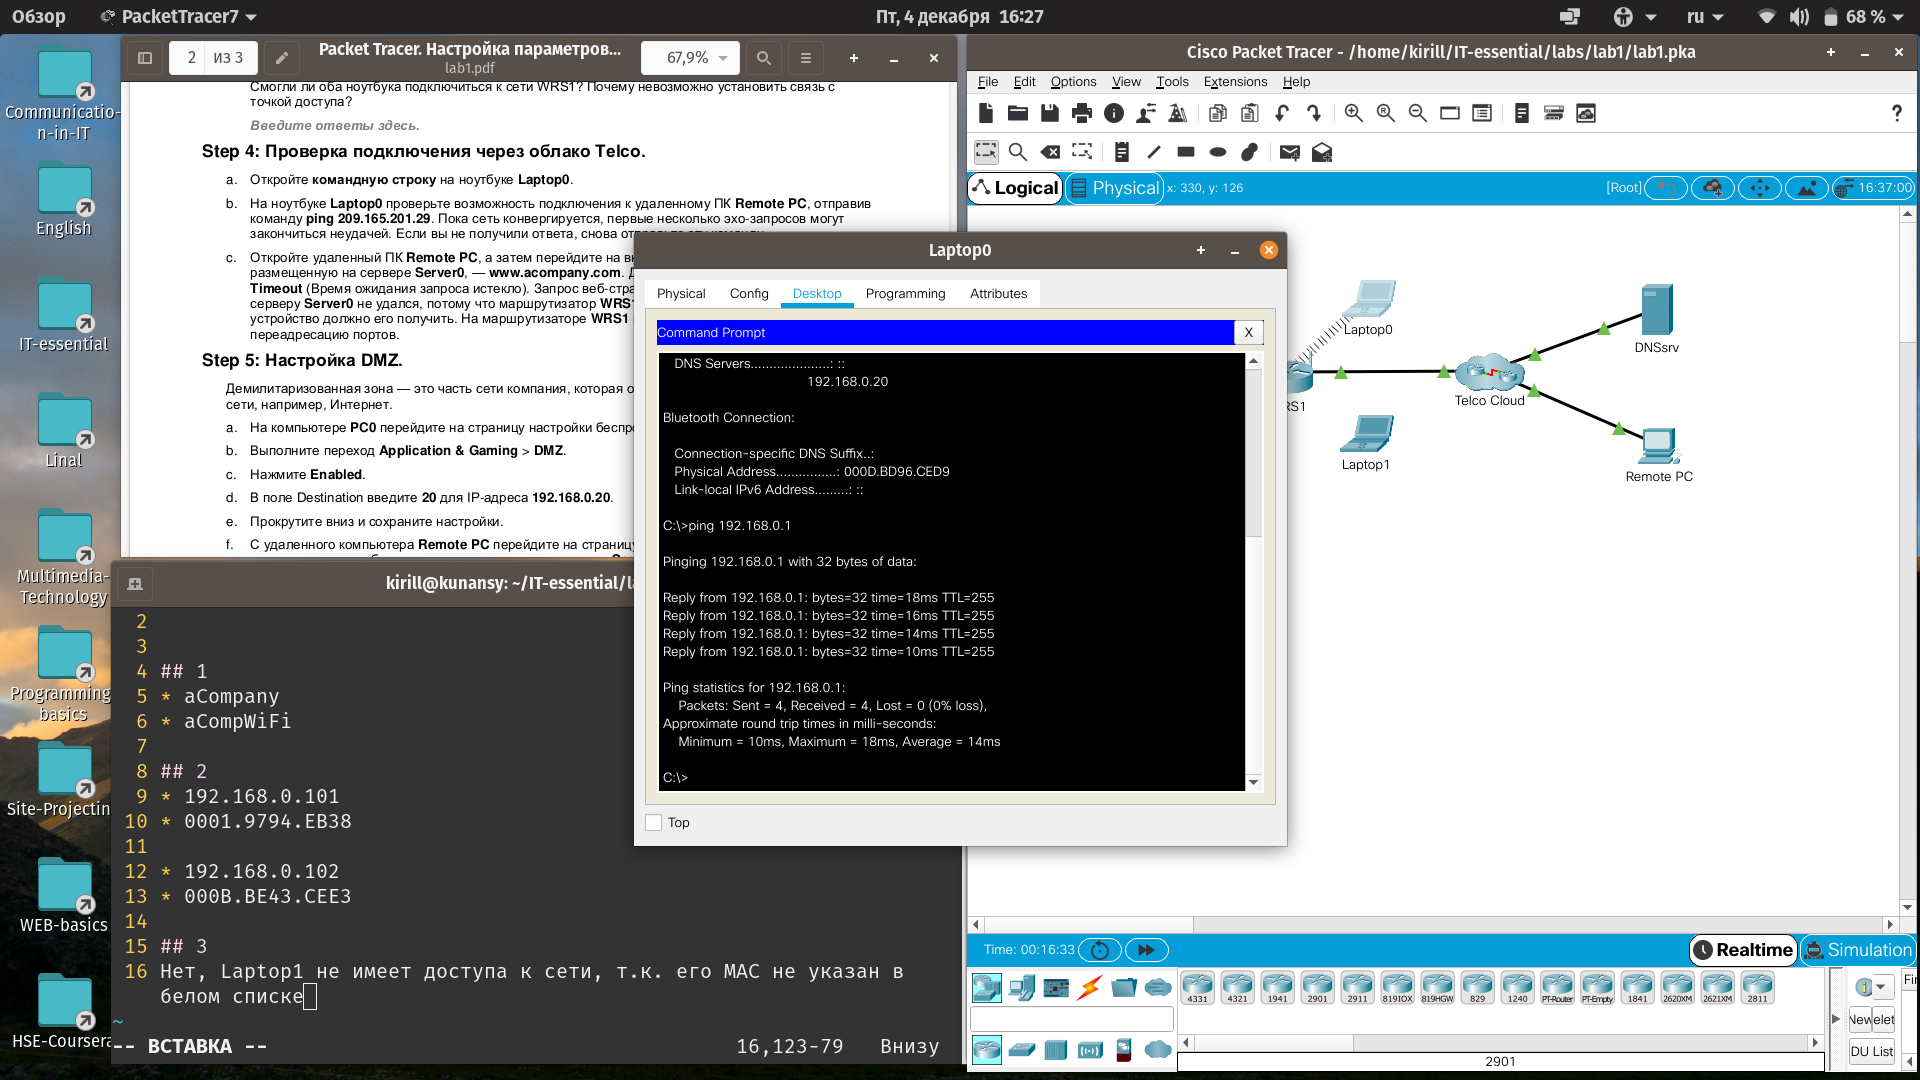 Обзор
PacketTracer7
Пт, 4 декабря 16:27
ru
68 %
Communicatio-
n-in-IT
English
IT-essential
Linal
Multimedia-
Technology
Programming-
basics
Site-Projectin
WEB-basics
HSE-Coursera
2 из 3
Packet Tracer. Настройка параметров...
lab1.pdf
67,9%
Смогли ли оба ноутбука подключиться к сети WRS1? Почему невозможно установить связь с
точкой доступа?
Введите ответы здесь.
Step 4: Проверка подключения через облако Telco.
a. Откройте командную строку на ноутбуке Laptop0.
b. На ноутбуке Laptop0 проверьте возможность подключения к удаленному ПК Remote PC, отправив
команду ping 209.165.201.29. Пока сеть конвергируется, первые несколько эхо-запросов могут
закончиться неудачей. Если вы не получили ответа, снова
c. Откройте удаленный ПК Remote PC, а затем перейдите на
размещенную на сервере Server0, — www.acompany.com.
Timeout (Время ожидания запроса истекло). Запрос
серверу Server0 не удался, потому что маршрутизатор
устройство должно его получить. На маршрутизаторе WRS1
переадресацию портов.
Step 5: Настройка DMZ.
Демилитаризованная зона — это часть сети компания, которая
сети, например, Интернет.
a. На компьютере PC0 перейдите на страницу настройки
b. Выполните переход Application & Gaming > DMZ.
c. Нажмите Enabled.
d. В поле Destination введите 20 для IP-адреса 192.168.0.20.
e. Прокрутите вниз и сохраните настройки.
f. С удаленного компьютера Remote PC перейдите на страницу
kirill@kunansy: ~/IT-essential/
2
3
4 ## 1
5 * aCompany
6 * aCompWiFi
7
8 ## 2
9 * 192.168.0.101
10 * 0001.9794.EB38
11
12 * 192.168.0.102
13 * 000B.BE43.CEE3
14
15 ## 3
16 Нет, Laptop1 не имеет доступа к сети, т.к. его MAC не указан в
белом списке
~
-- ВСТАВКА -- 16,123-79 Внизу
Laptop0
Physical Config Desktop Programming Attributes
Command Prompt X
DNS Servers.....................: ::
192.168.0.20
Bluetooth Connection:
Connection-specific DNS Suffix..:
Physical Address................: 000D.BD96.CED9
Link-local IPv6 Address.........: ::
C:\>ping 192.168.0.1
Pinging 192.168.0.1 with 32 bytes of data:
Reply from 192.168.0.1: bytes=32 time=18ms TTL=255
Reply from 192.168.0.1: bytes=32 time=16ms TTL=255
Reply from 192.168.0.1: bytes=32 time=14ms TTL=255
Reply from 192.168.0.1: bytes=32 time=10ms TTL=255
Ping statistics for 192.168.0.1:
Packets: Sent = 4, Received = 4, Lost = 0 (0% loss),
Approximate round trip times in milli-seconds:
Minimum = 10ms, Maximum = 18ms, Average = 14ms
C:\>
Top
Cisco Packet Tracer - /home/kirill/IT-essential/labs/lab1/lab1.pka
File Edit Options View Tools Extensions Help
Logical Physical x: 330, y: 126 [Root] 16:37:00
Laptop0
DNSsrv
Telco Cloud
RS1
Laptop1
Remote PC
Time: 00:16:33
Realtime Simulation
4331 4321 1941 2901 2911 819IOX 819HGW 829 1240 PT-Router PT-Empty 1841 2620XM 2621XM 2811
2901
Fir
New elet
DU List